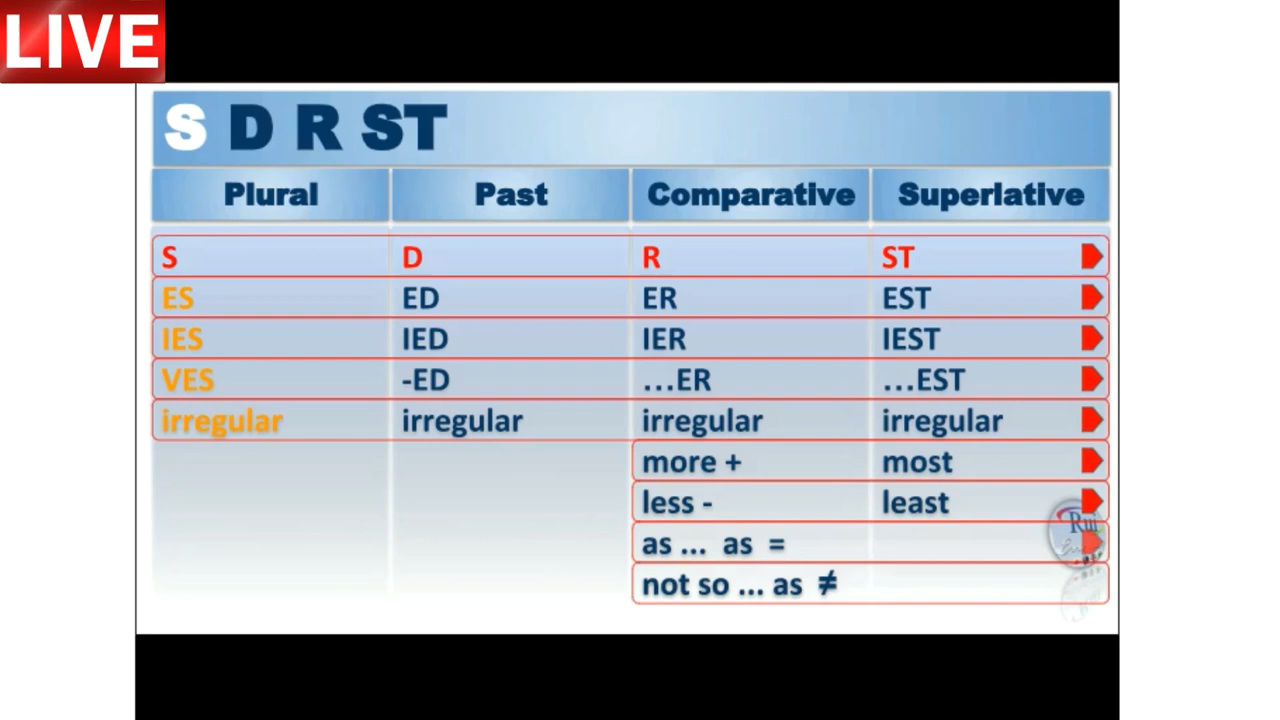 LIVE
S D R ST
Plural Past Comparative Superlative
S D R ST
ES ED ER EST
IES IED IER IEST
VES -ED ...ER ...EST
irregular irregular irregular irregular
more + most
less - least
as ... as =
not so ... as ≠
Rui